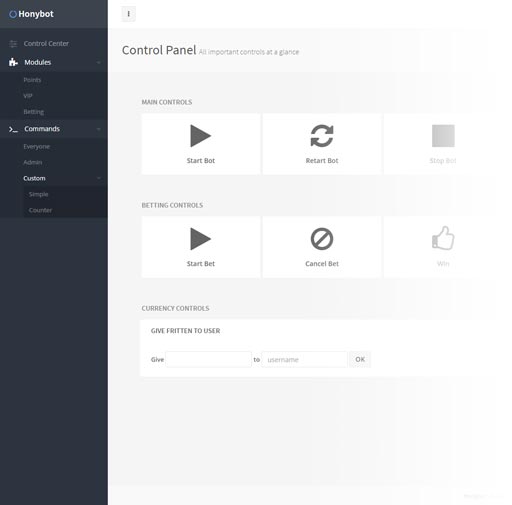 Honybot
Control Center
Modules
Points
VIP
Betting
Commands
Everyone
Admin
Custom
Simple
Counter
Control Panel All important controls at a glance
MAIN CONTROLS
Start Bot
Retart Bot
Stop Bot
BETTING CONTROLS
Start Bet
Cancel Bet
Win
CURRENCY CONTROLS
GIVE FRITTEN TO USER
Give to username OK